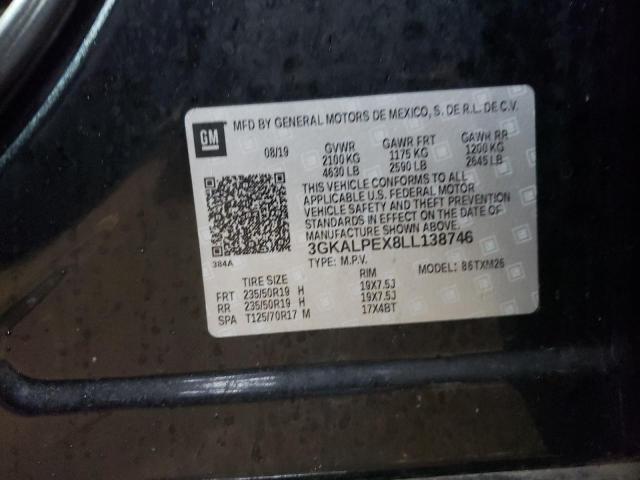 GM
MFD BY GENERAL MOTORS DE MEXICO, S. DE R.L. DE C.V.
08/19 GVWR GAWR FRT GAWR RR
2100 KG 1175 KG 1200 KG
4630 LB 2590 LB 2645 LB
THIS VEHICLE CONFORMS TO ALL
APPLICABLE U.S. FEDERAL MOTOR
VEHICLE SAFETY AND THEFT PREVENTION
STANDARDS IN EFFECT ON THE DATE OF
MANUFACTURE SHOWN ABOVE.
3GKALPEX8LL138746
384A
TYPE: M.P.V. MODEL: B6TXM26
TIRE SIZE RIM
FRT 235/50R19 H 19X7.5J
RR 235/50R19 H 19X7.5J
SPA T125/70R17 M 17X4BT